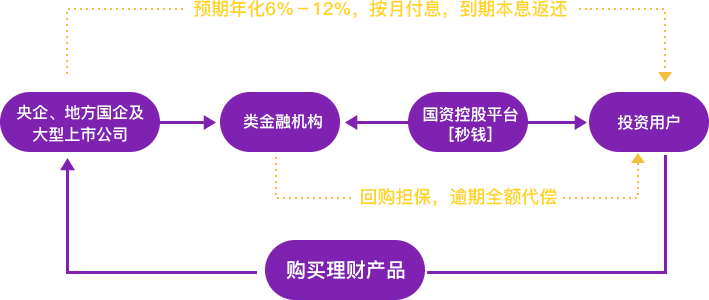 预期年化6%－12%，按月付息，到期本息返还
央企、地方国企及
大型上市公司
类金融机构
国资控股平台
[秒钱]
投资用户
回购担保，逾期全额代偿
购买理财产品